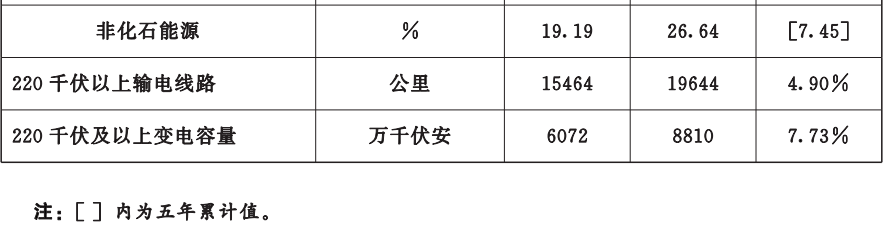 非化石能源 % 19.19 26.64 [7.45]
220 千伏以上输电线路 公里 15464 19644 4.90%
220 千伏及以上变电容量 万千伏安 6072 8810 7.73%
注：[ ] 内为五年累计值。